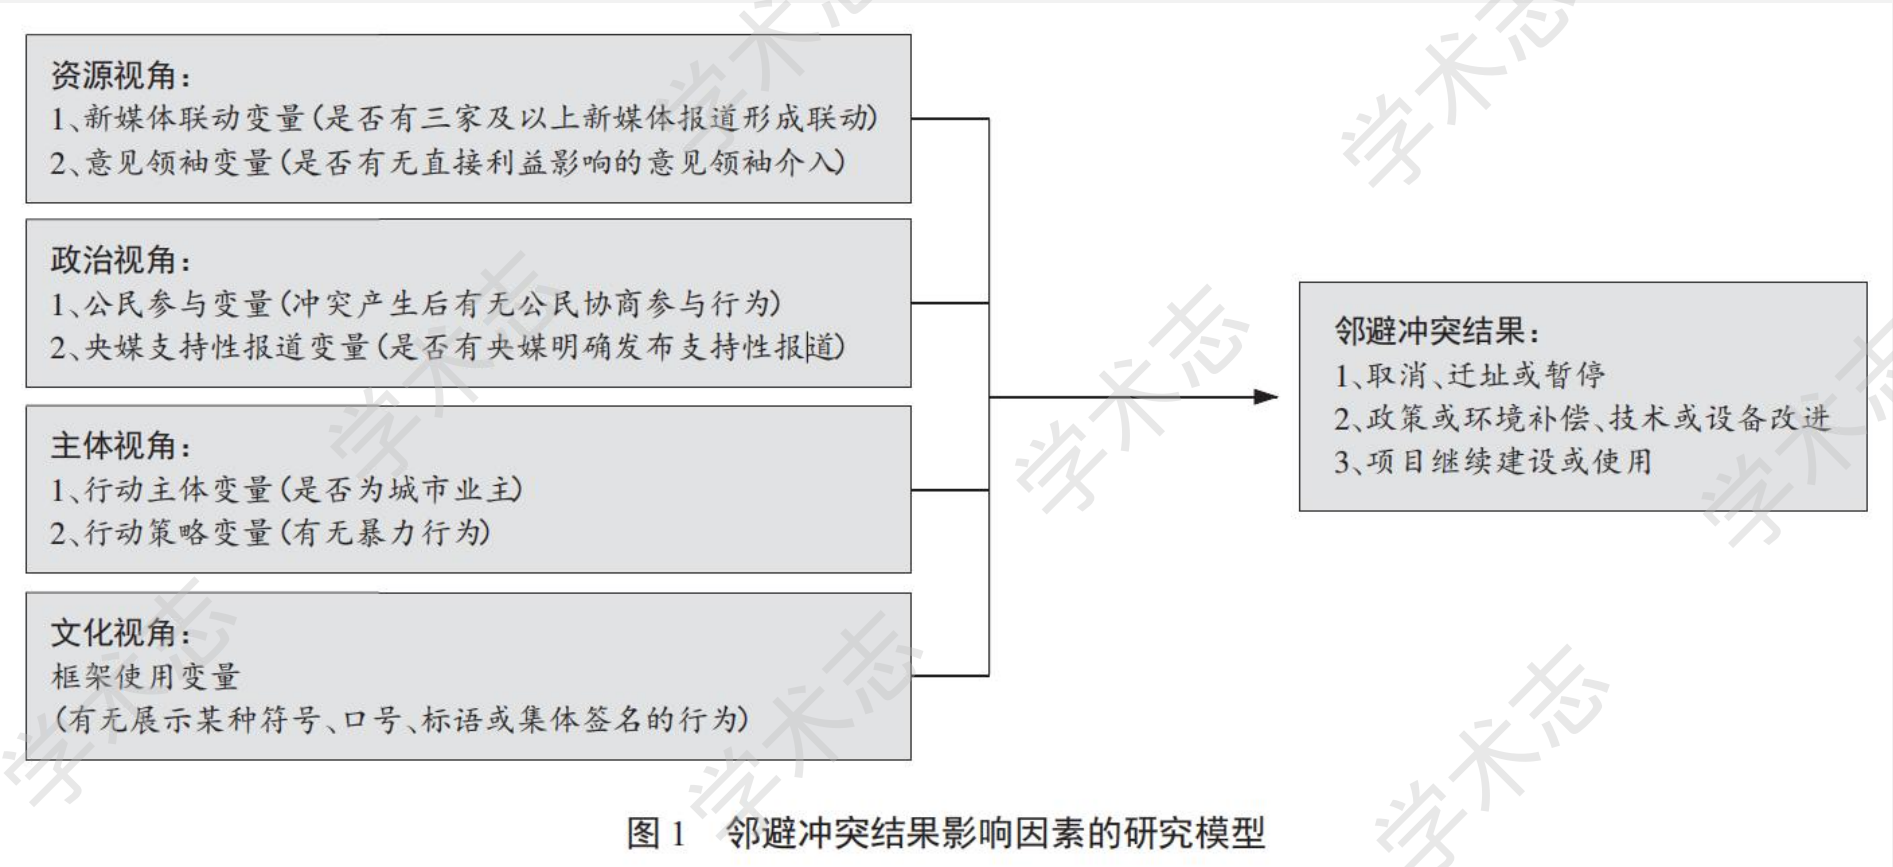 资源视角：
1、新媒体联动变量(是否有三家及以上新媒体报道形成联动)
2、意见领袖变量(是否有无直接利益影响的意见领袖介入)
政治视角：
1、公民参与变量(冲突产生后有无公民协商参与行为)
2、央媒支持性报道变量(是否有央媒明确发布支持性报道)
主体视角：
1、行动主体变量(是否为城市业主)
2、行动策略变量(有无暴力行为)
文化视角：
框架使用变量
(有无展示某种符号、口号、标语或集体签名的行为)
邻避冲突结果：
1、取消、迁址或暂停
2、政策或环境补偿、技术或设备改进
3、项目继续建设或使用
图 1 邻避冲突结果影响因素的研究模型
学术志
学术志
学术志
学术志
学术志
学术志
学术志
学术志